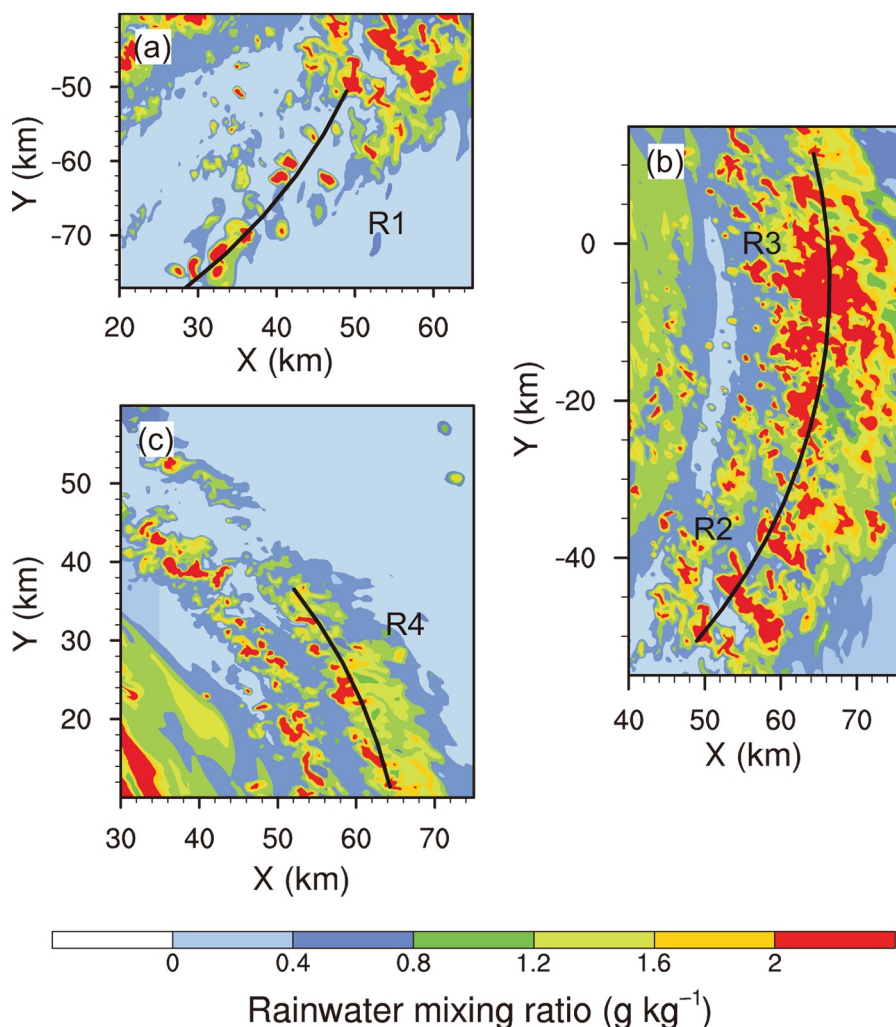 (a)
Y (km)
-50
-60
-70
R1
20 30 40 50 60
X (km)
(b)
Y (km)
0
-20
-40
R3
R2
40 50 60 70
X (km)
(c)
Y (km)
50
40
30
20
R4
30 40 50 60 70
X (km)
0 0.4 0.8 1.2 1.6 2
Rainwater mixing ratio (g kg⁻¹)